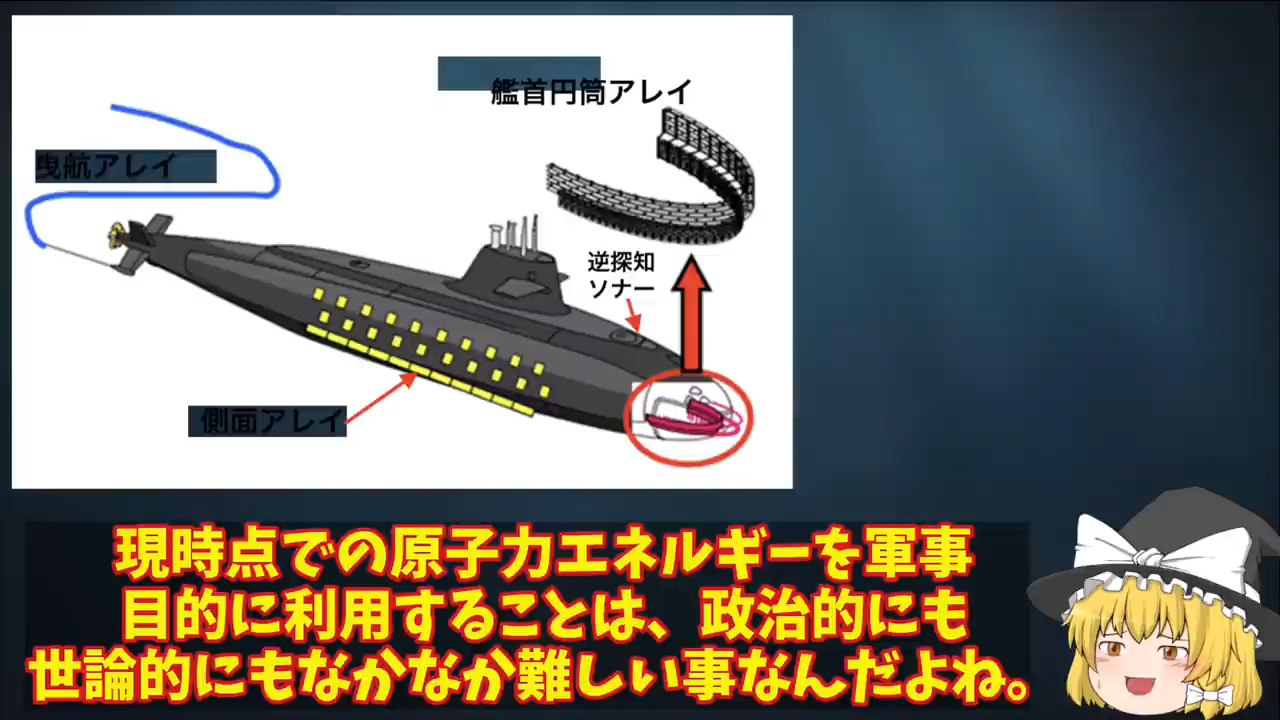 艦首円筒アレイ
曳航アレイ
逆探知
ソナー
側面アレイ
現時点での原子力エネルギーを軍事
目的に利用することは、政治的にも
世論的にもなかなか難しい事なんだよね。